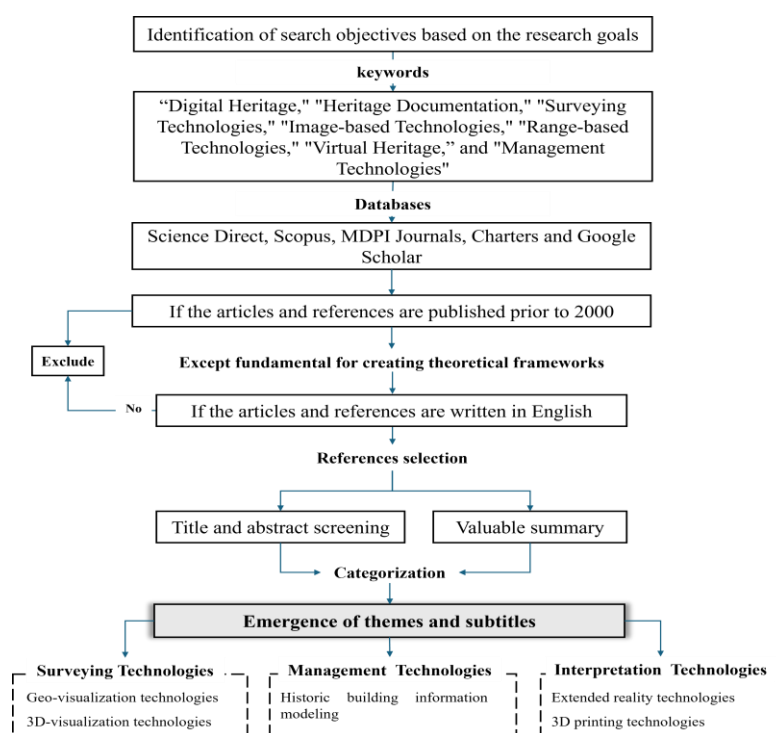 Identification of search objectives based on the research goals
keywords
“Digital Heritage," "Heritage Documentation," "Surveying
Technologies," "Image-based Technologies," "Range-based
Technologies," "Virtual Heritage,” and "Management
Technologies"
Databases
Science Direct, Scopus, MDPI Journals, Charters and Google
Scholar
If the articles and references are published prior to 2000
Exclude
Except fundamental for creating theoretical frameworks
No
If the articles and references are written in English
References selection
Title and abstract screening
Valuable summary
Categorization
Emergence of themes and subtitles
Surveying Technologies
Geo-visualization technologies
3D-visualization technologies
Management Technologies
Historic building information
modeling
Interpretation Technologies
Extended reality technologies
3D printing technologies